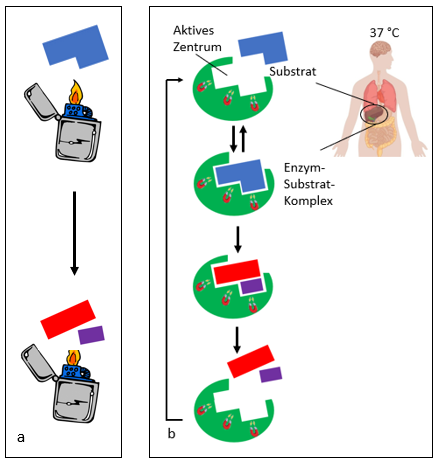 a
Aktives
Zentrum
37 °C
Substrat
Enzym-
Substrat-
Komplex
b